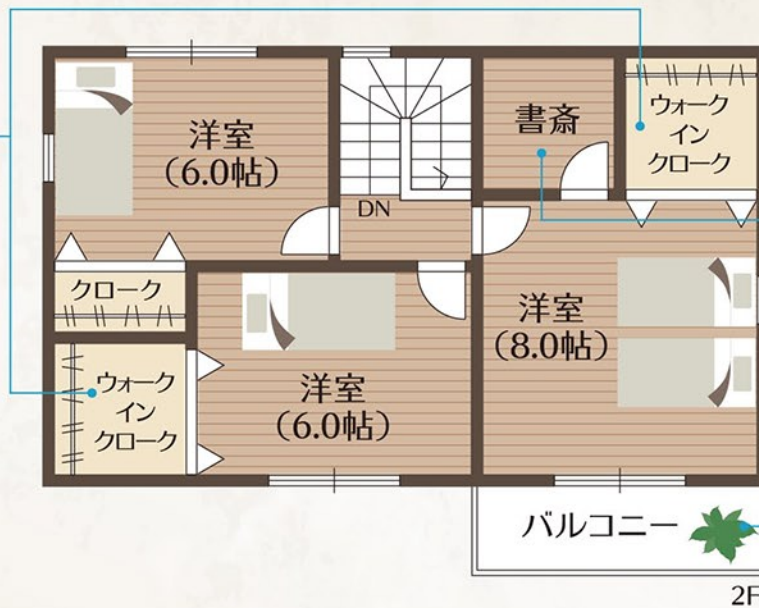 洋室
(6.0帖)
DN
書斎
ウォーク
イン
クローク
クローク
洋室
(8.0帖)
ウォーク
イン
クローク
洋室
(6.0帖)
バルコニー
2F